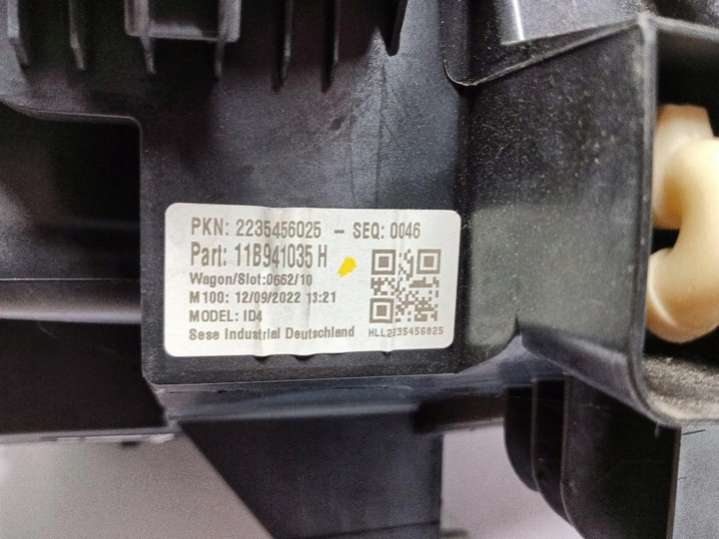 PKN: 2235456025 - SEQ: 0046
Part: 11B941035 H
Wagon/Slot:0652/10
M100: 12/09/2022 13:21
MODEL: ID4
Sese Industrial Deutschland
HLL2235456025